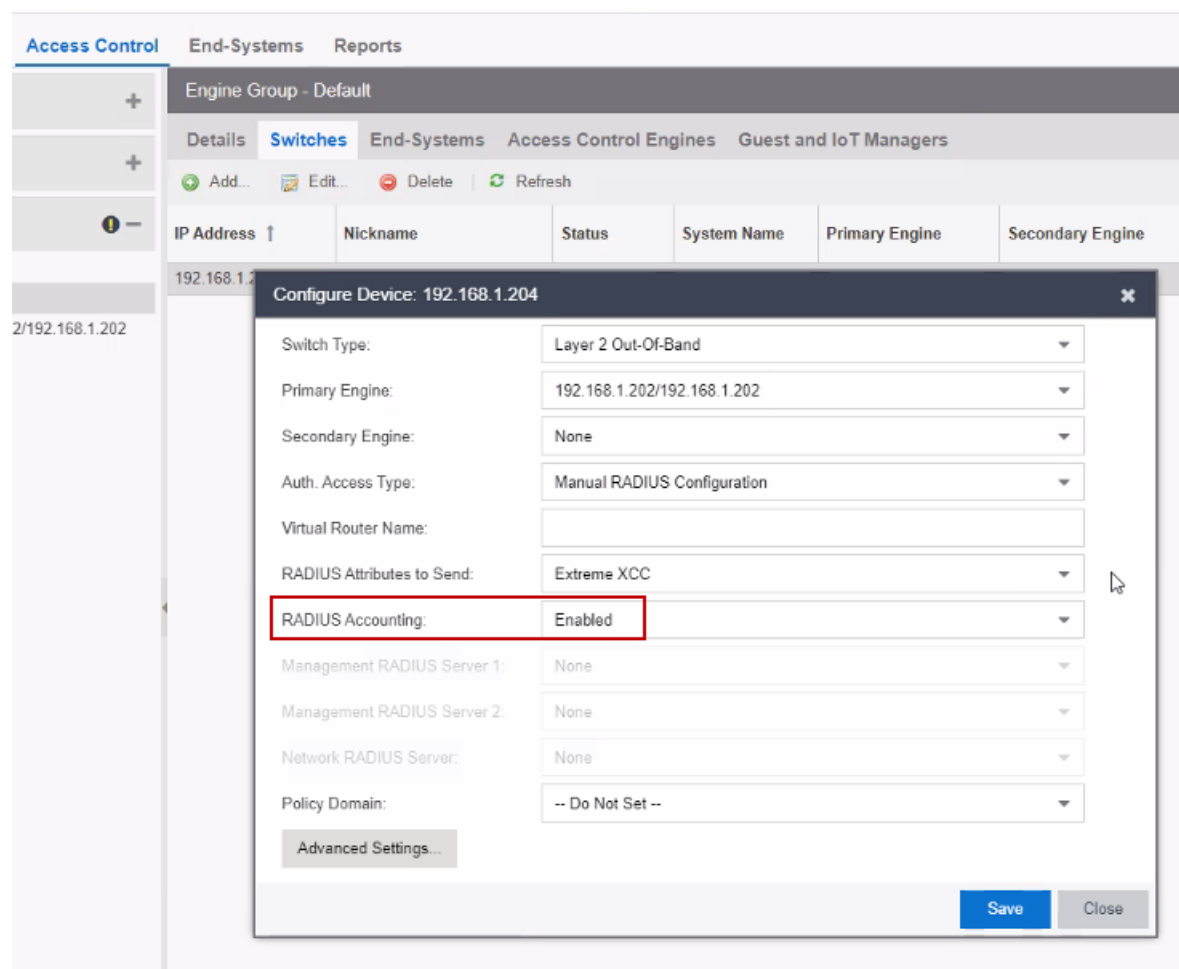 Access Control End-Systems Reports
Engine Group - Default
Details Switches End-Systems Access Control Engines Guest and IoT Managers
Add... Edit... Delete Refresh
IP Address Nickname Status System Name Primary Engine Secondary Engine
192.168.1.2
2/192.168.1.202
Configure Device: 192.168.1.204
Switch Type: Layer 2 Out-Of-Band
Primary Engine: 192.168.1.202/192.168.1.202
Secondary Engine: None
Auth. Access Type: Manual RADIUS Configuration
Virtual Router Name:
RADIUS Attributes to Send: Extreme XCC
RADIUS Accounting: Enabled
Management RADIUS Server 1: None
Management RADIUS Server 2: None
Network RADIUS Server: None
Policy Domain: -- Do Not Set --
Advanced Settings...
Save Close